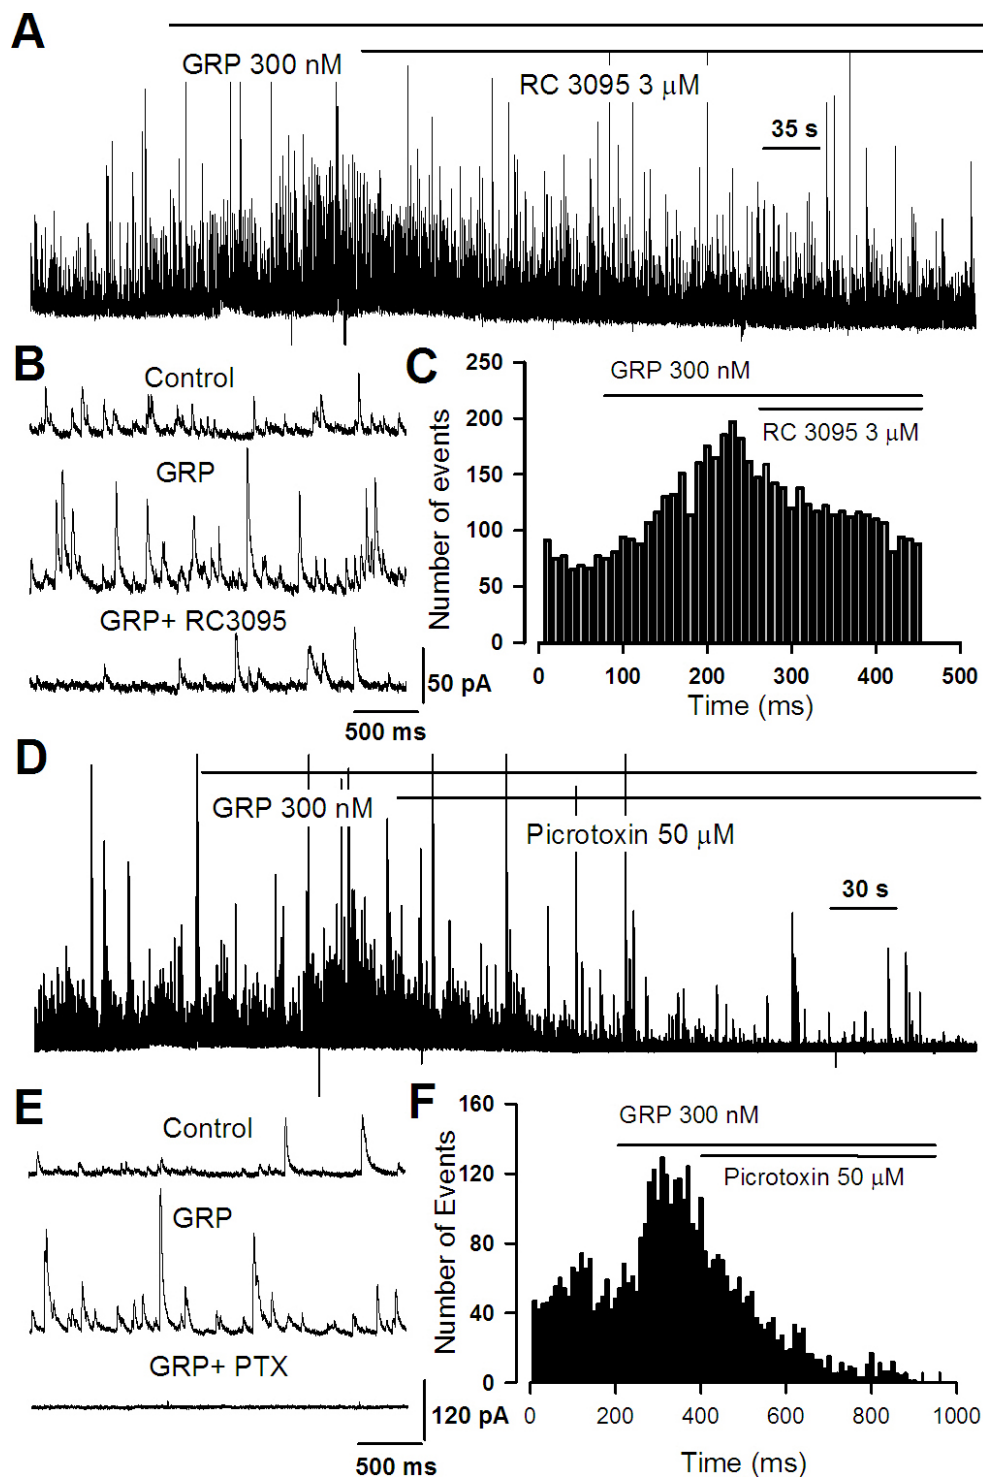 A
GRP 300 nM
RC 3095 3 μM
35 s
B
Control
GRP
GRP+ RC3095
50 pA
500 ms
C
250
200
150
100
50
0
Number of events
GRP 300 nM
RC 3095 3 μM
0 100 200 300 400 500
Time (ms)
D
GRP 300 nM
Picrotoxin 50 μM
30 s
E
Control
GRP
GRP+ PTX
120 pA
500 ms
F
160
120
80
40
0
Number of Events
GRP 300 nM
Picrotoxin 50 μM
0 200 400 600 800 1000
Time (ms)